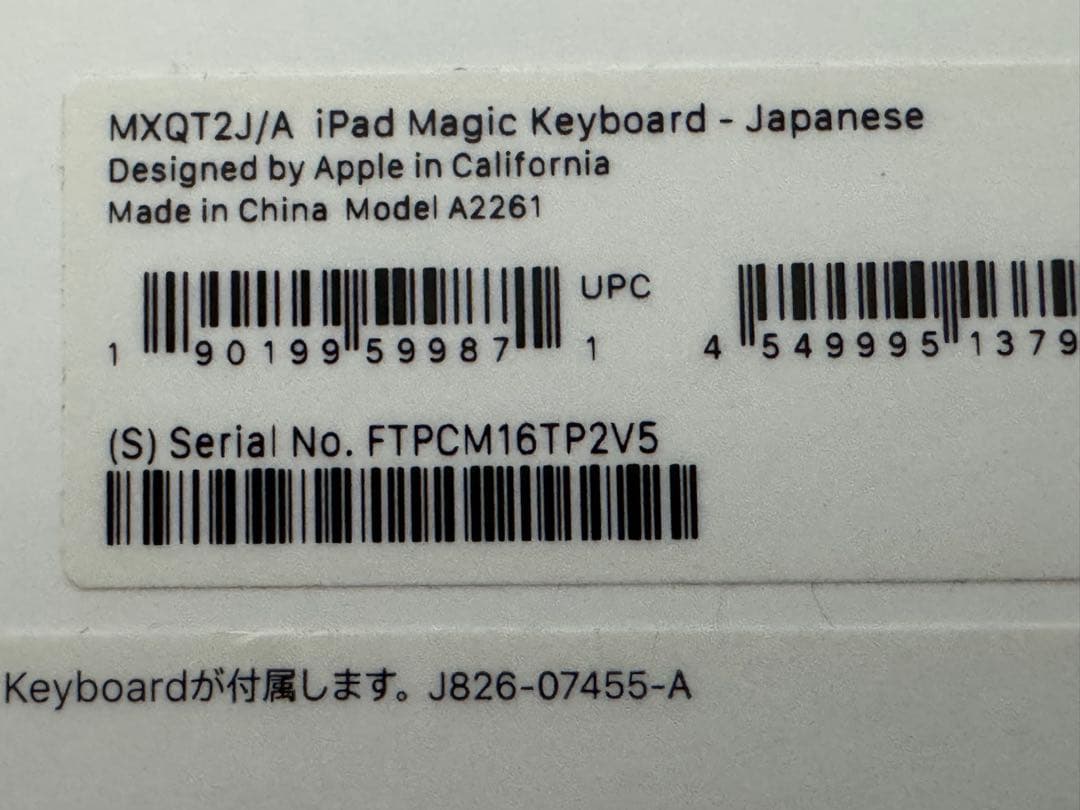 MXQT2J/A iPad Magic Keyboard - Japanese
Designed by Apple in California
Made in China Model A2261
UPC
1 90199 59987 1
4 549995 1379
(S) Serial No. FTPCM16TP2V5
Keyboardが付属します。J826-07455-A